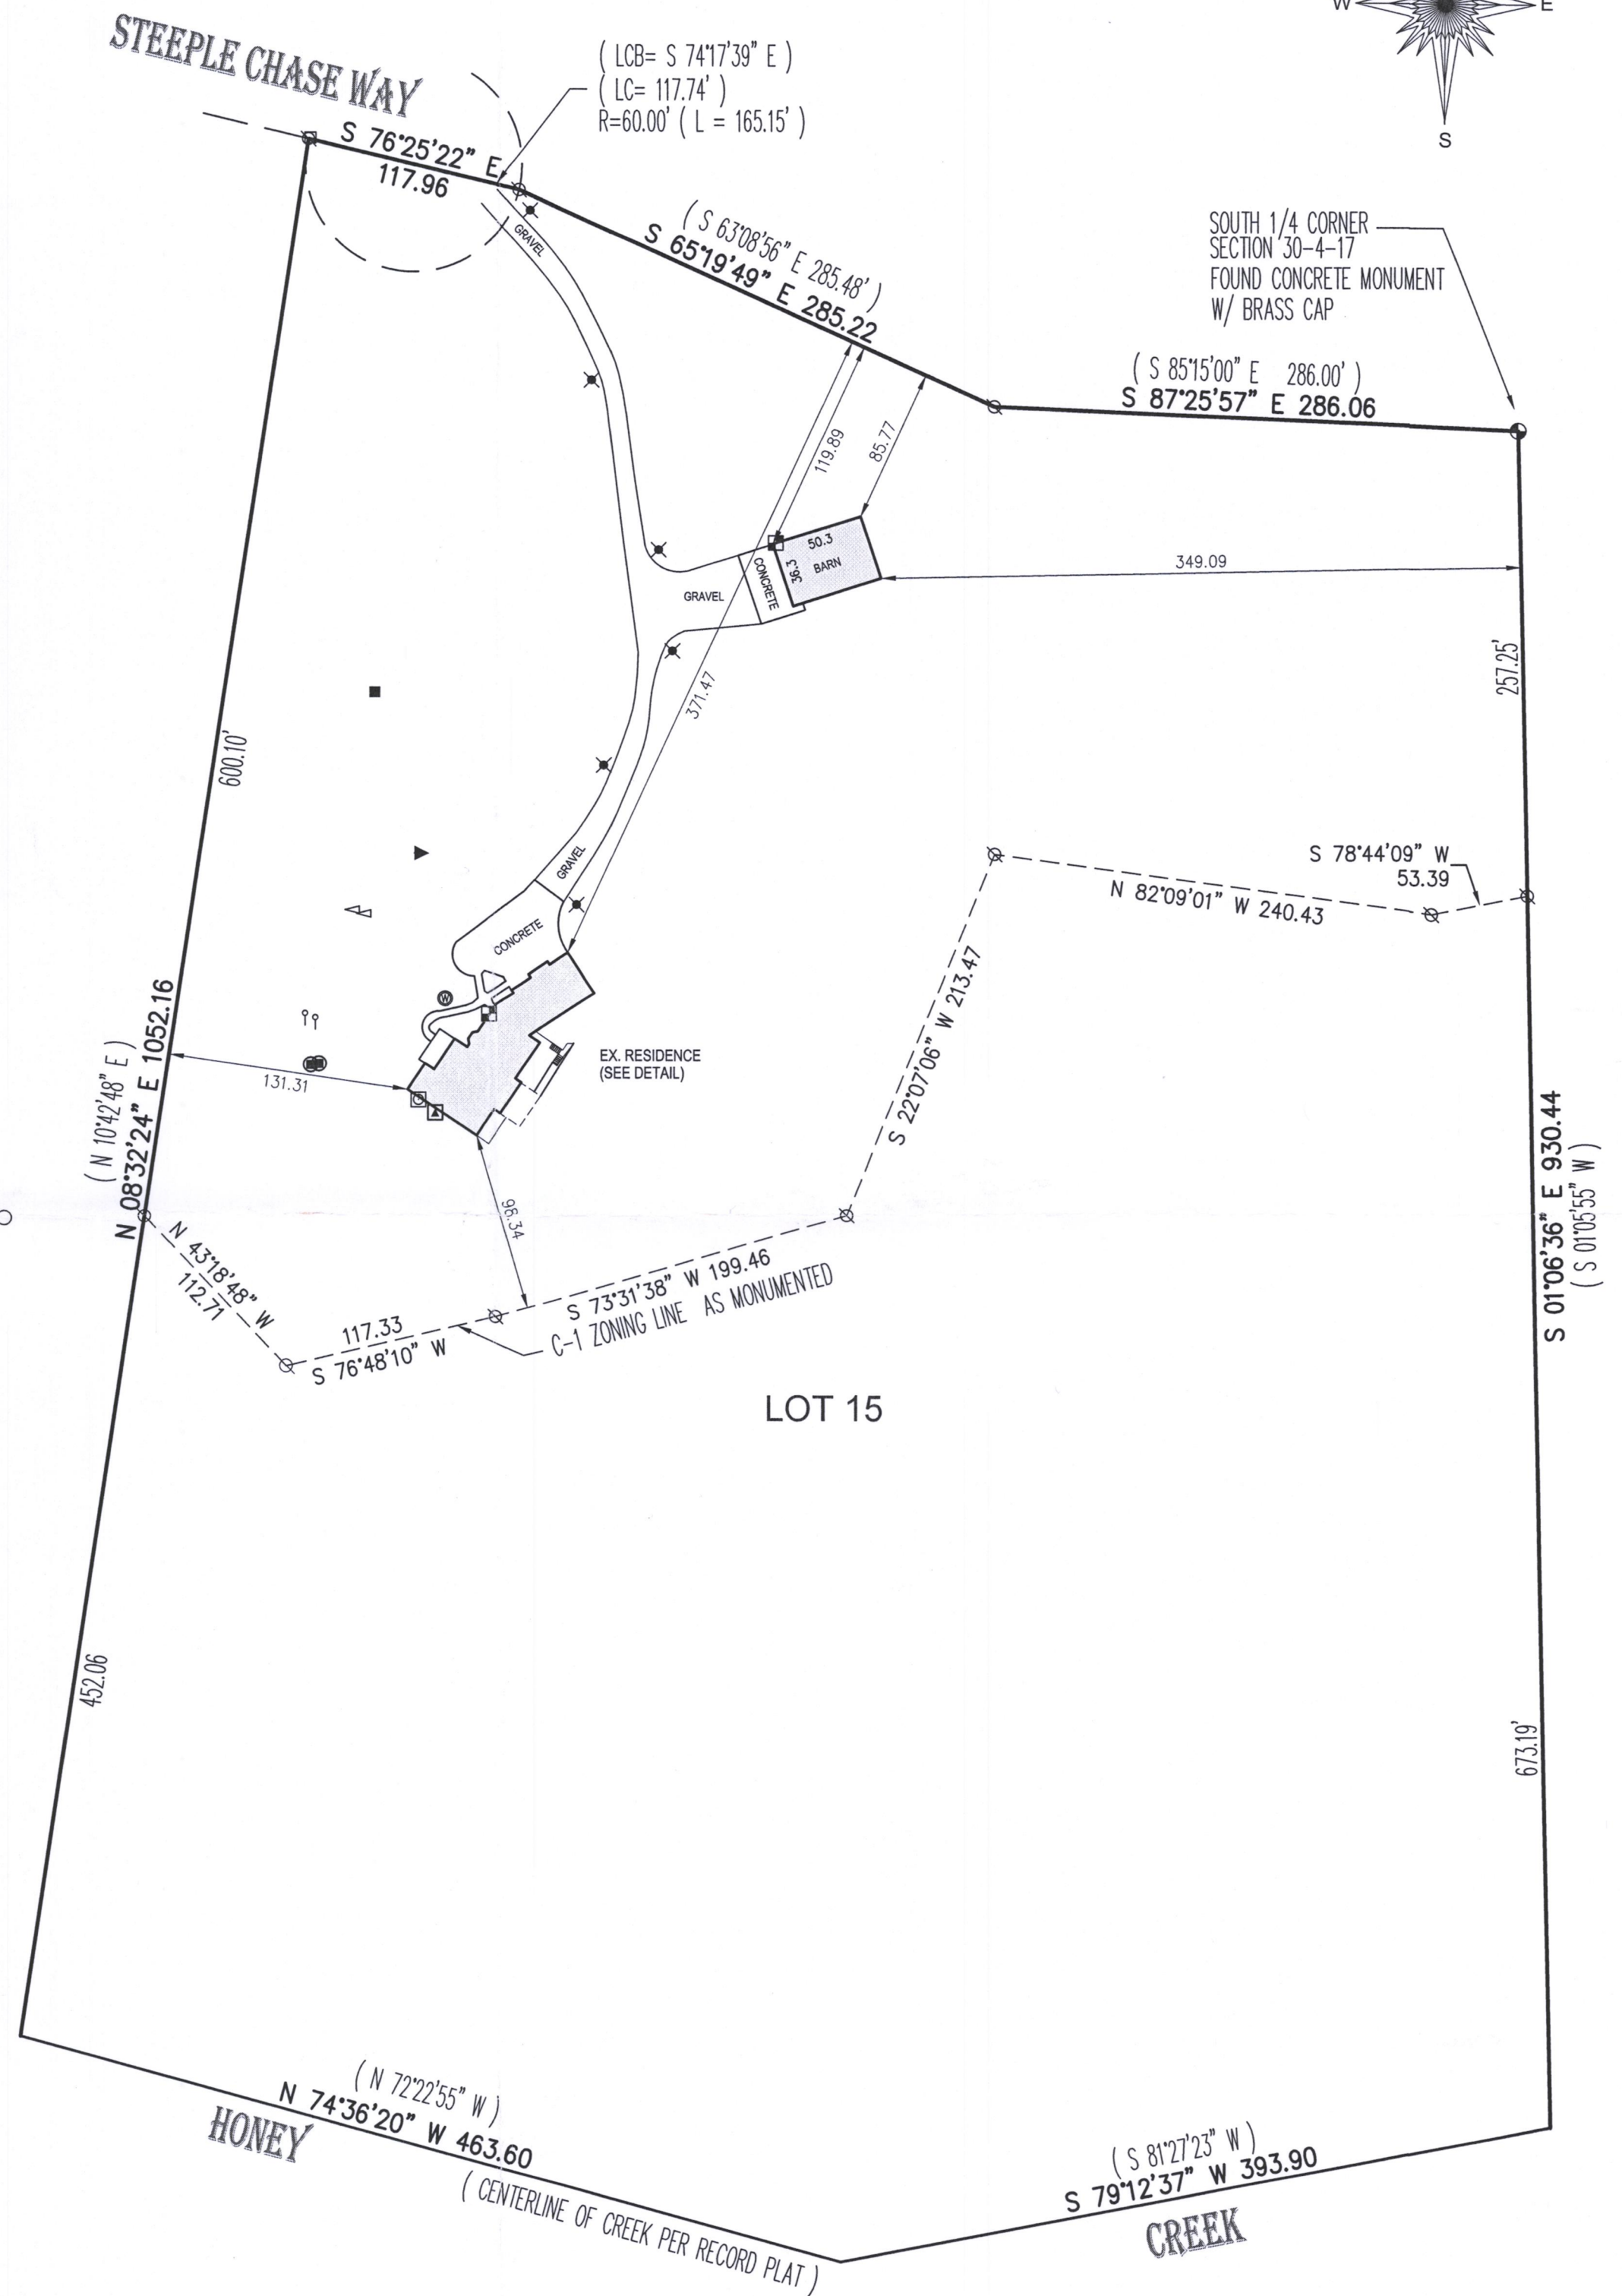 W
E
S
STEEPLE CHASE WAY
( LCB= S 74°17'39" E )
( LC= 117.74' )
R=60.00' ( L = 165.15' )
S 76°25'22" E
117.96
GRAVEL
( S 63°08'56" E 285.48' )
S 65°19'49" E 285.22
SOUTH 1/4 CORNER
SECTION 30-4-17
FOUND CONCRETE MONUMENT
W/ BRASS CAP
( S 85°15'00" E 286.00' )
S 87°25'57" E 286.06
119.89
85.77
50.3
BARN
36.3
CONCRETE
GRAVEL
349.09
257.25'
371.47
600.10'
GRAVEL
CONCRETE
S 78°44'09" W
53.39
N 82°09'01" W 240.43
S 22°07'06" W 213.47
W
EX. RESIDENCE
(SEE DETAIL)
131.31
( N 10°42'48" E )
N 08°32'24" E 1052.16
96.34
S 01°06'36" E 930.44
( S 01°05'55" W )
N 43°18'48" W
112.71
117.33
S 76°48'10" W
S 73°31'38" W 199.46
C-1 ZONING LINE AS MONUMENTED
LOT 15
452.06
673.19'
( N 72°22'55" W )
N 74°36'20" W 463.60
HONEY
( CENTERLINE OF CREEK PER RECORD PLAT )
( S 81°27'23" W )
S 79°12'37" W 393.90
CREEK